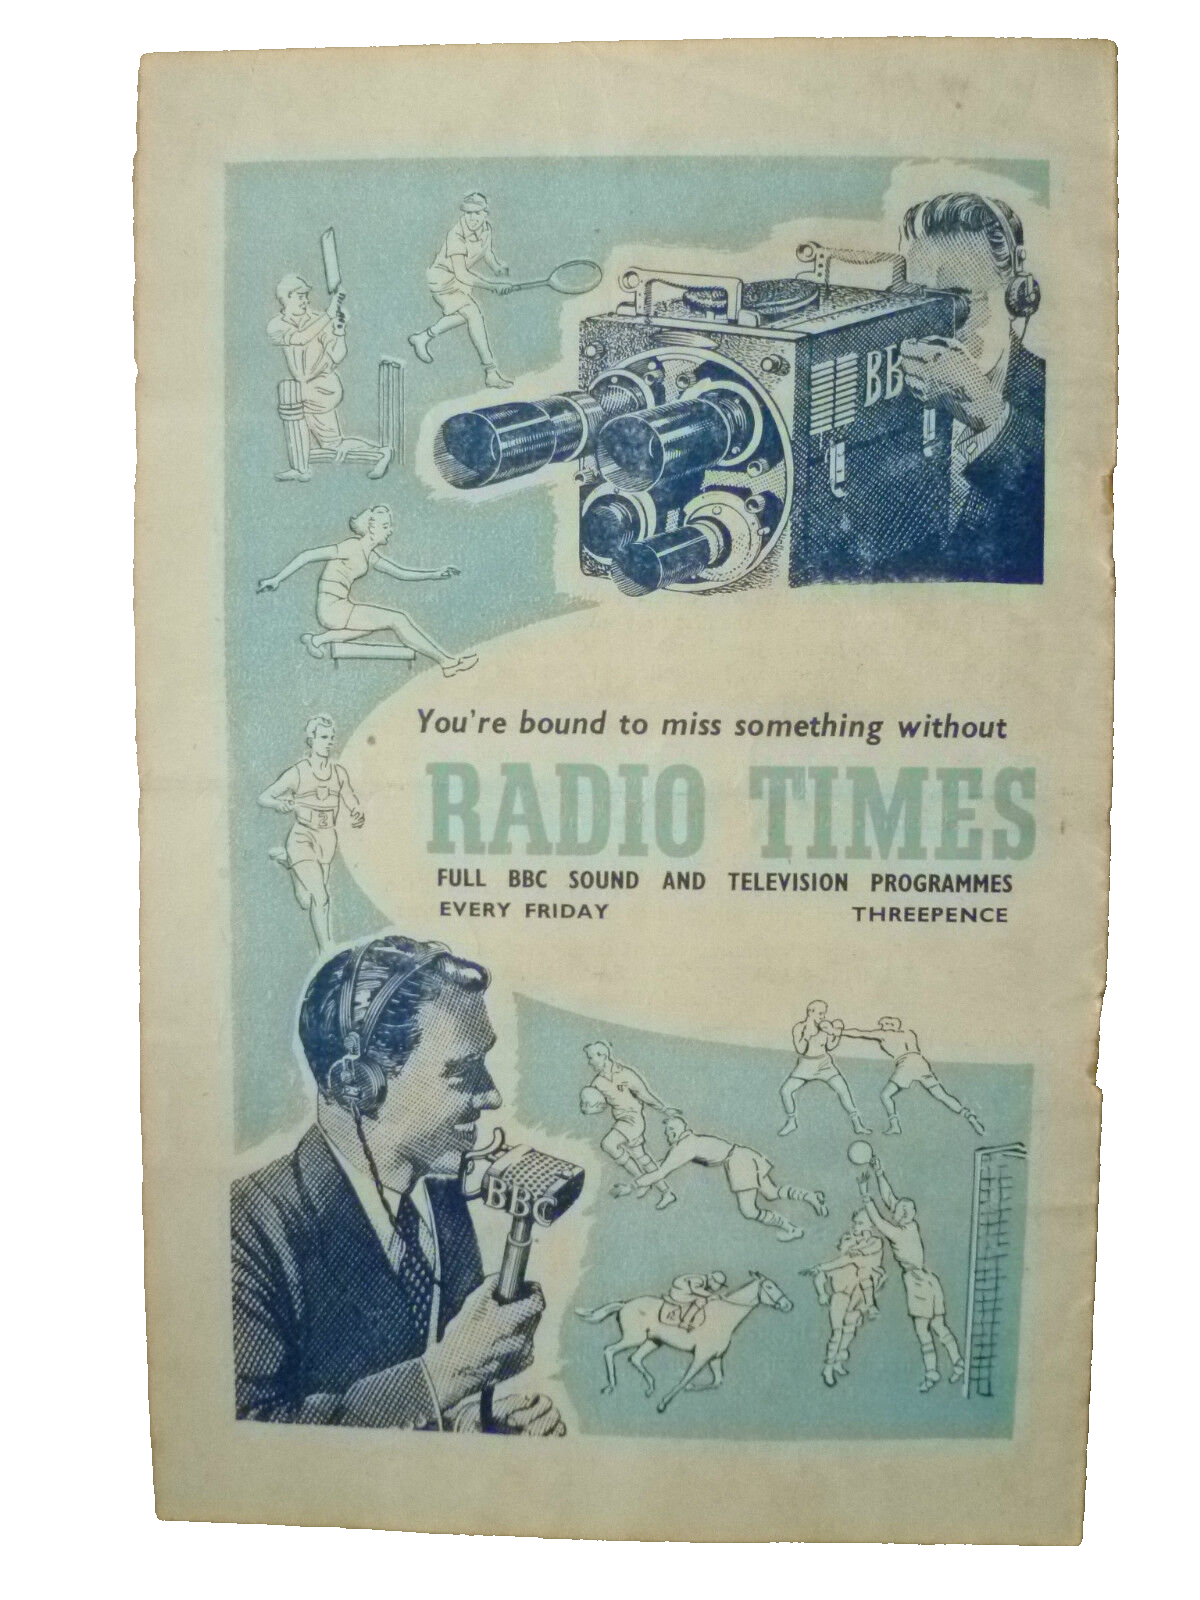 BB
You're bound to miss something without
RADIO TIMES
FULL BBC SOUND AND TELEVISION PROGRAMMES
EVERY FRIDAY THREEPENCE
BBC